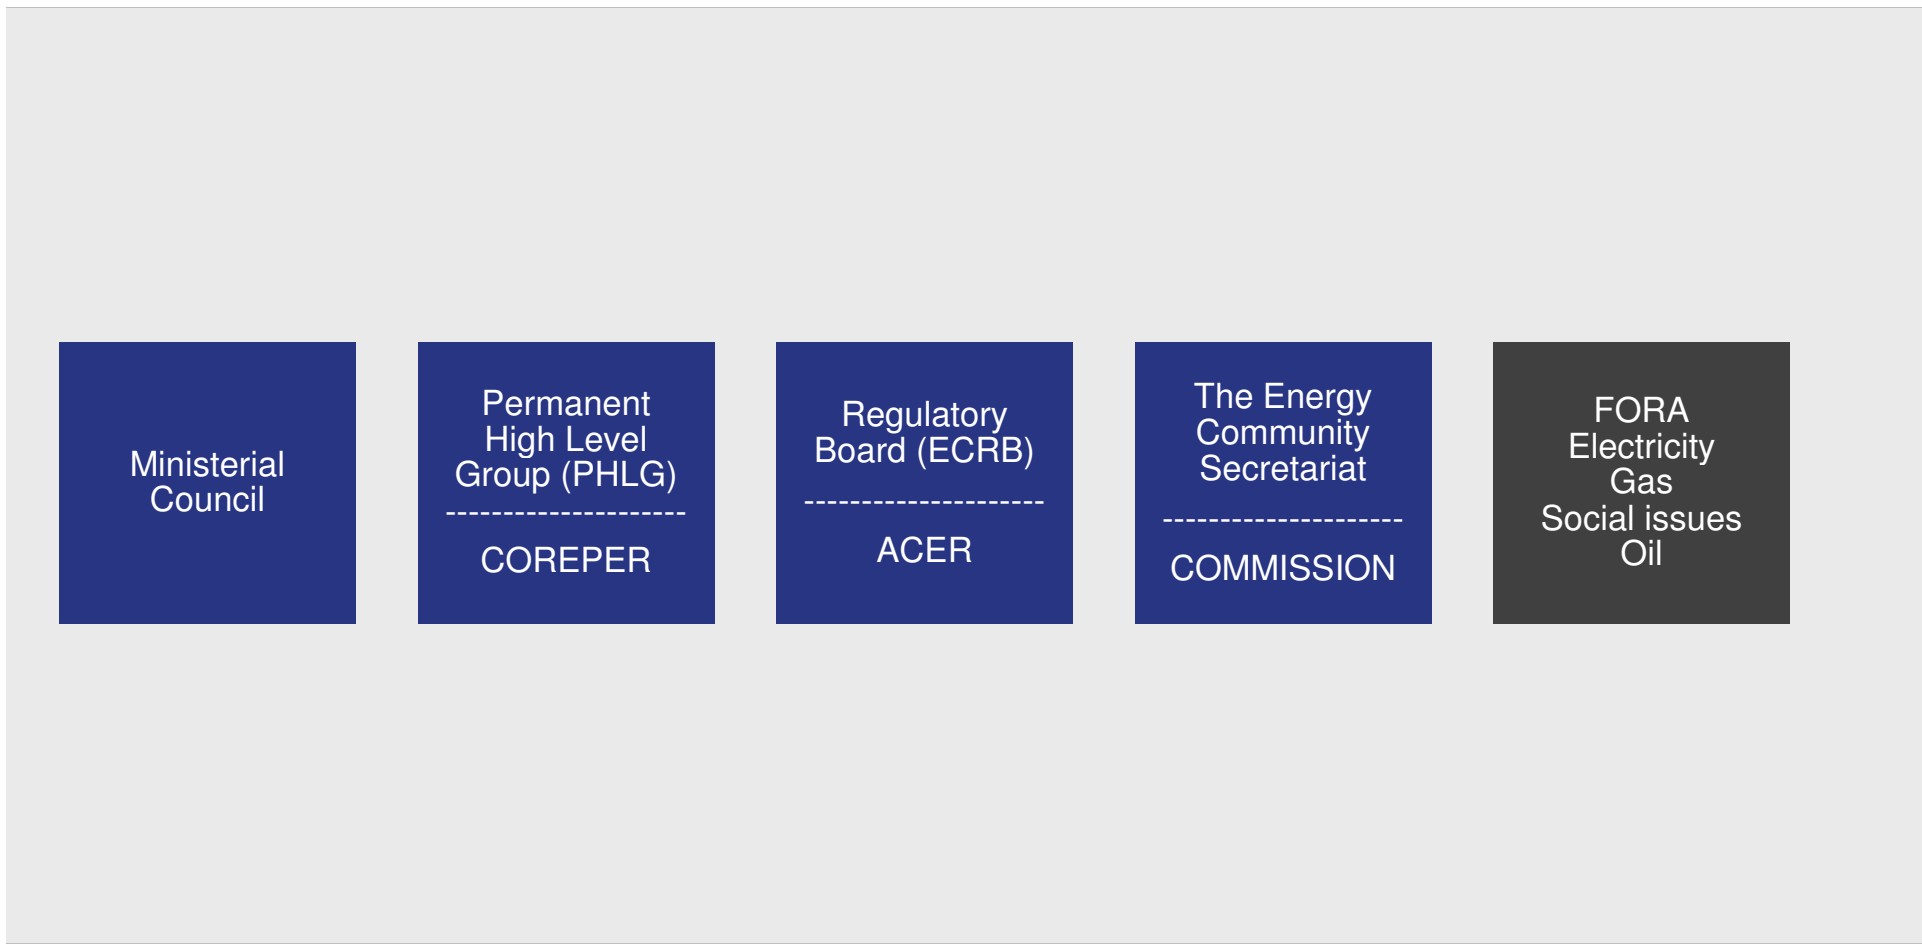 Ministerial
Council
Permanent
High Level
Group (PHLG)
---------------------
COREPER
Regulatory
Board (ECRB)
---------------------
ACER
The Energy
Community
Secretariat
---------------------
COMMISSION
FORA
Electricity
Gas
Social issues
Oil